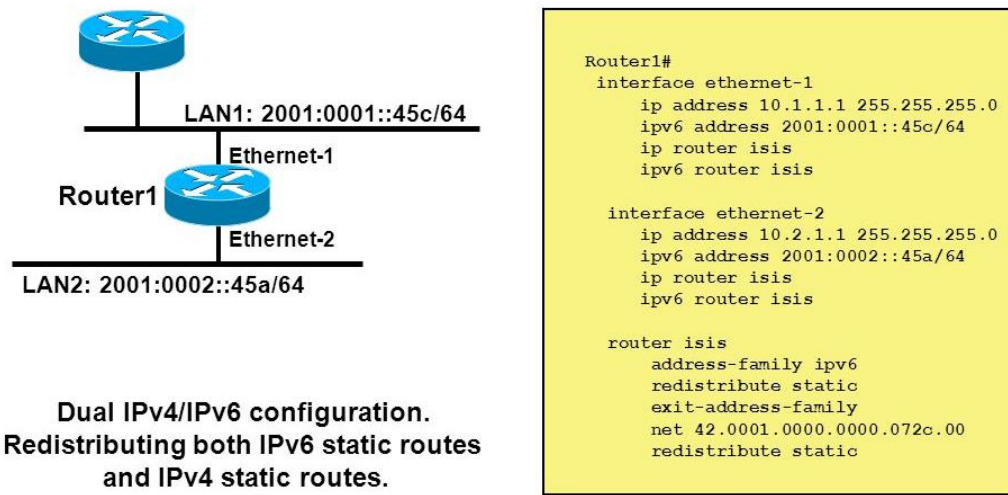 LAN1: 2001:0001::45c/64
Ethernet-1
Router1
Ethernet-2
LAN2: 2001:0002::45a/64
Dual IPv4/IPv6 configuration.
Redistributing both IPv6 static routes
and IPv4 static routes.
Router1#
interface ethernet-1
ip address 10.1.1.1 255.255.255.0
ipv6 address 2001:0001::45c/64
ip router isis
ipv6 router isis
interface ethernet-2
ip address 10.2.1.1 255.255.255.0
ipv6 address 2001:0002::45a/64
ip router isis
ipv6 router isis
router isis
address-family ipv6
redistribute static
exit-address-family
net 42.0001.0000.0000.072c.00
redistribute static